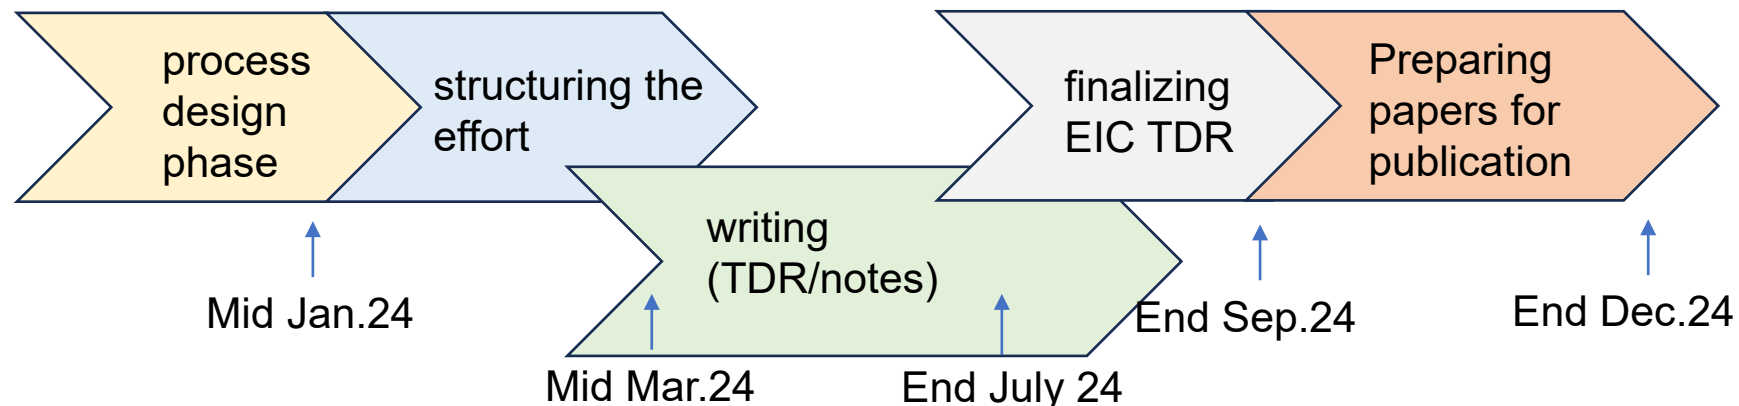 process
design
phase
structuring the
effort
writing
(TDR/notes)
finalizing
EIC TDR
Preparing
papers for
publication
Mid Jan.24
Mid Mar.24
End July 24
End Sep.24
End Dec.24